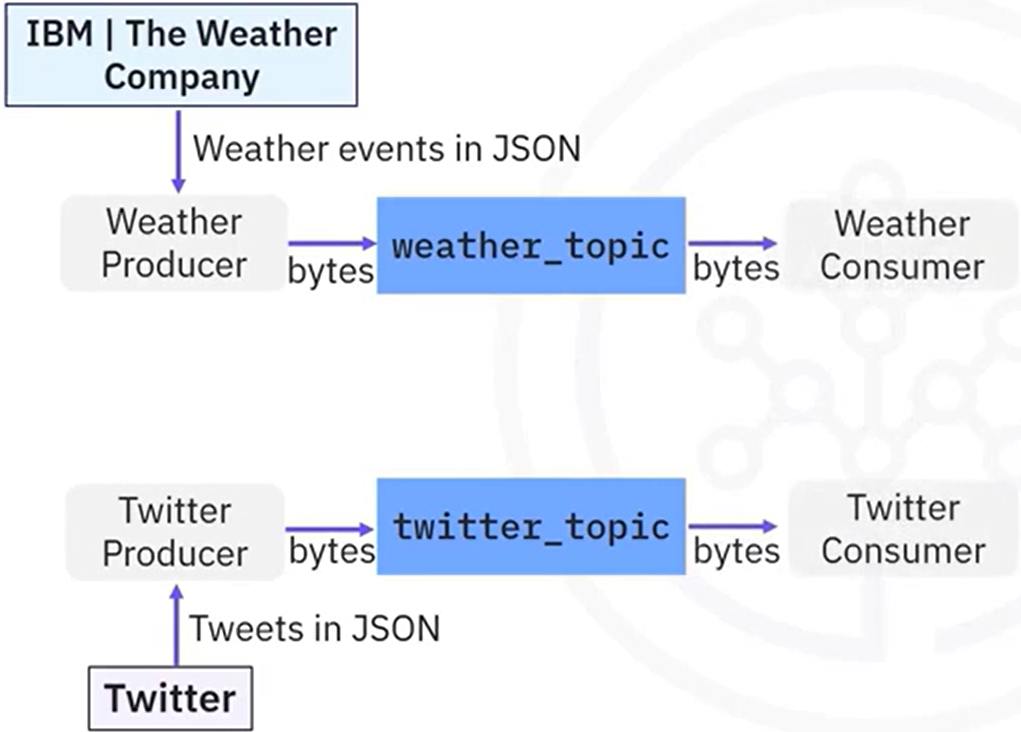 IBM | The Weather
Company
Weather events in JSON
Weather
Producer
bytes
weather_topic
bytes
Weather
Consumer
Twitter
Producer
bytes
twitter_topic
bytes
Twitter
Consumer
Tweets in JSON
Twitter